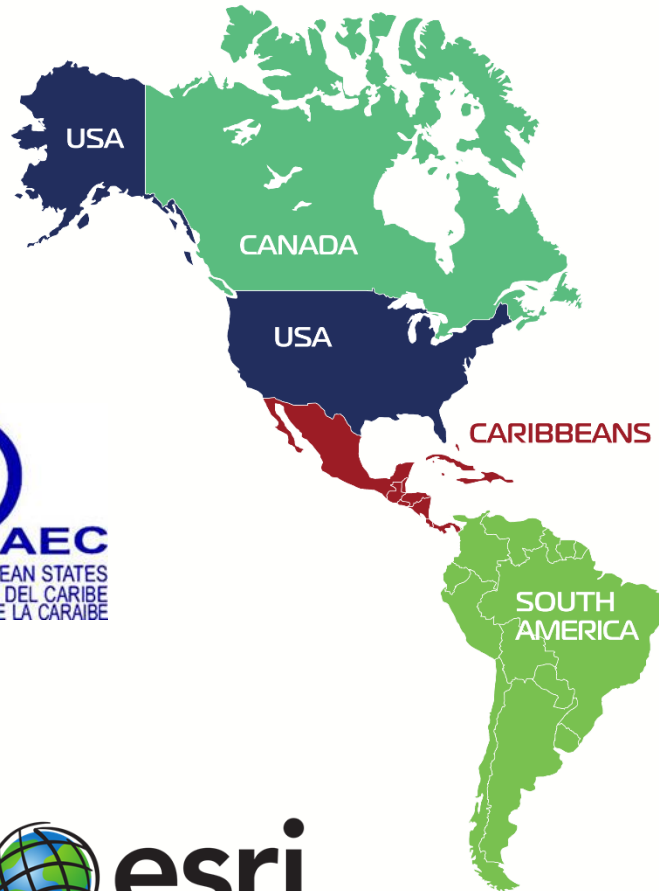 USA
CANADA
USA
CARIBBEANS
AEC
EAN STATES
DEL CARIBE
E LA CARAIBE
SOUTH
AMERICA
esri